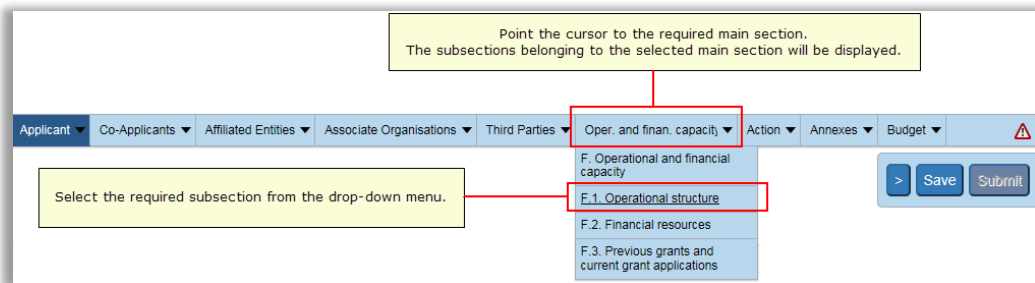 Point the cursor to the required main section.
The subsections belonging to the selected main section will be displayed.
Applicant Co-Applicants Affiliated Entities Associate Organisations Third Parties Oper. and finan. capacity Action Annexes Budget
F. Operational and financial
capacity
> Save Submit
Select the required subsection from the drop-down menu.
F.1. Operational structure
F.2. Financial resources
F.3. Previous grants and
current grant applications